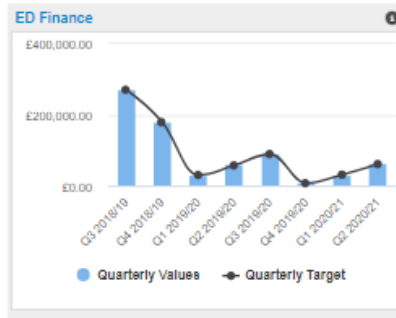 ED Finance
£400,000.00
£200,000.00
£0.00
Q3 2018/19
Q4 2018/19
Q1 2019/20
Q2 2019/20
Q3 2019/20
Q4 2019/20
Q1 2020/21
Q2 2020/21
Quarterly Values
Quarterly Target